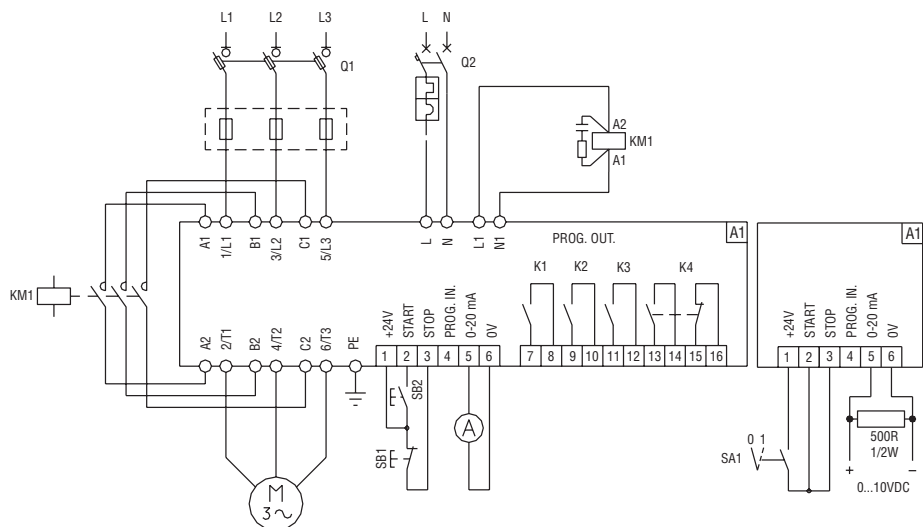 L1 L2 L3 L N
Q1 Q2
A2
KM1
A1
A1 1/L1 B1 3/L2 C1 5/L3 L N L1 N1
PROG. OUT.
A1
K1 K2 K3 K4
KM1
+24V START STOP PROG. IN. 0-20 mA 0V
A2 2/T1 B2 4/T2 C2 6/T3 PE
1 2 3 4 5 6 7 8 9 10 11 12 13 14 15 16
SB2
SB1
A
M
3~
A1
+24V START STOP PROG. IN. 0-20 mA 0V
1 2 3 4 5 6
0 1
SA1
500R
1/2W
+ –
0...10VDC